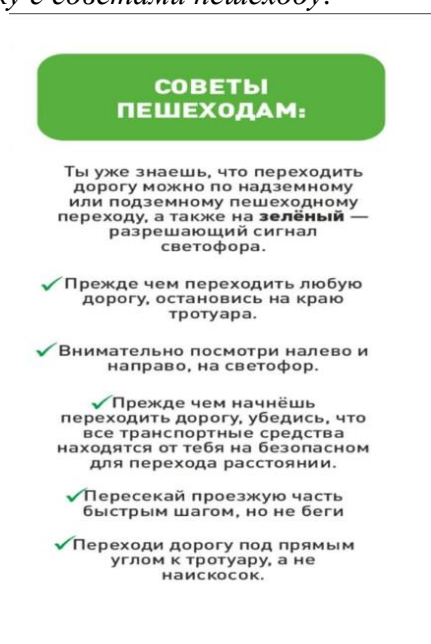 с советами пешеходу.
СОВЕТЫ
ПЕШЕХОДАМ:
Ты уже знаешь, что переходить
дорогу можно по надземному
или подземному пешеходному
переходу, а также на зелёный —
разрешающий сигнал
светофора.
✓Прежде чем переходить любую
дорогу, остановись на краю
тротуара.
✓Внимательно посмотри налево и
направо, на светофор.
✓Прежде чем начнёшь
переходить дорогу, убедись, что
все транспортные средства
находятся от тебя на безопасном
для перехода расстоянии.
✓Пересекай проезжую часть
быстрым шагом, но не беги
✓Переходи дорогу под прямым
углом к тротуару, а не
наискосок.